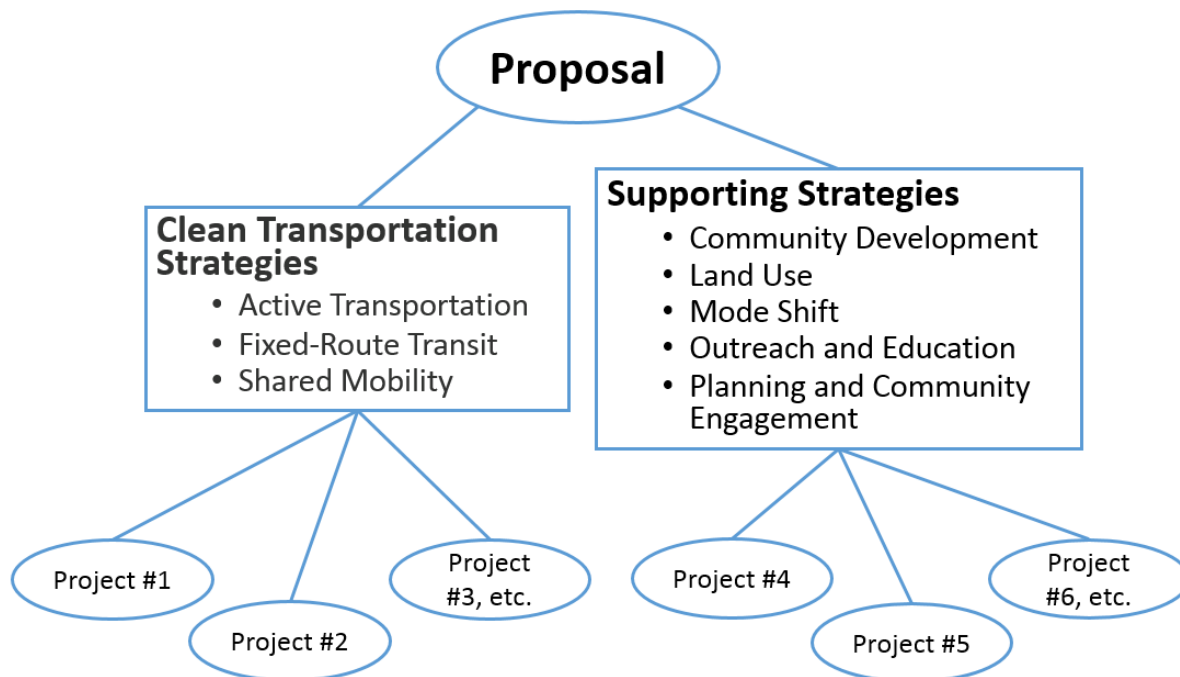 Proposal
Clean Transportation
Strategies
• Active Transportation
• Fixed-Route Transit
• Shared Mobility
Supporting Strategies
• Community Development
• Land Use
• Mode Shift
• Outreach and Education
• Planning and Community
Engagement
Project #1
Project #2
Project
#3, etc.
Project #4
Project #5
Project
#6, etc.